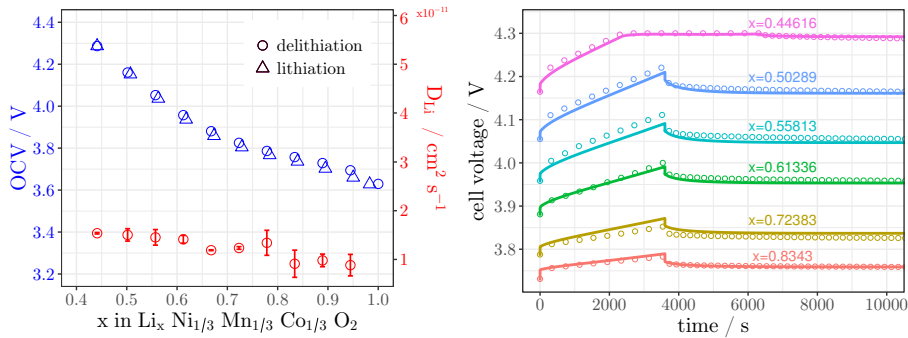 OCV / V
4.4
4.3
4.2
4.0
3.8
3.6
3.4
3.2
0.4 0.5 0.6 0.7 0.8 0.9 1.0
x in Liₓ Ni₁/₃ Mn₁/₃ Co₁/₃ O₂
delithiation
lithiation
x10⁻¹¹
6
5
4
3
2
1
D_Li / cm² s⁻¹
cell voltage / V
4.3
4.2
4.1
4.0
3.9
3.8
0 2000 4000 6000 8000 10000
time / s
x=0.44616
x=0.50289
x=0.55813
x=0.61336
x=0.72383
x=0.8343